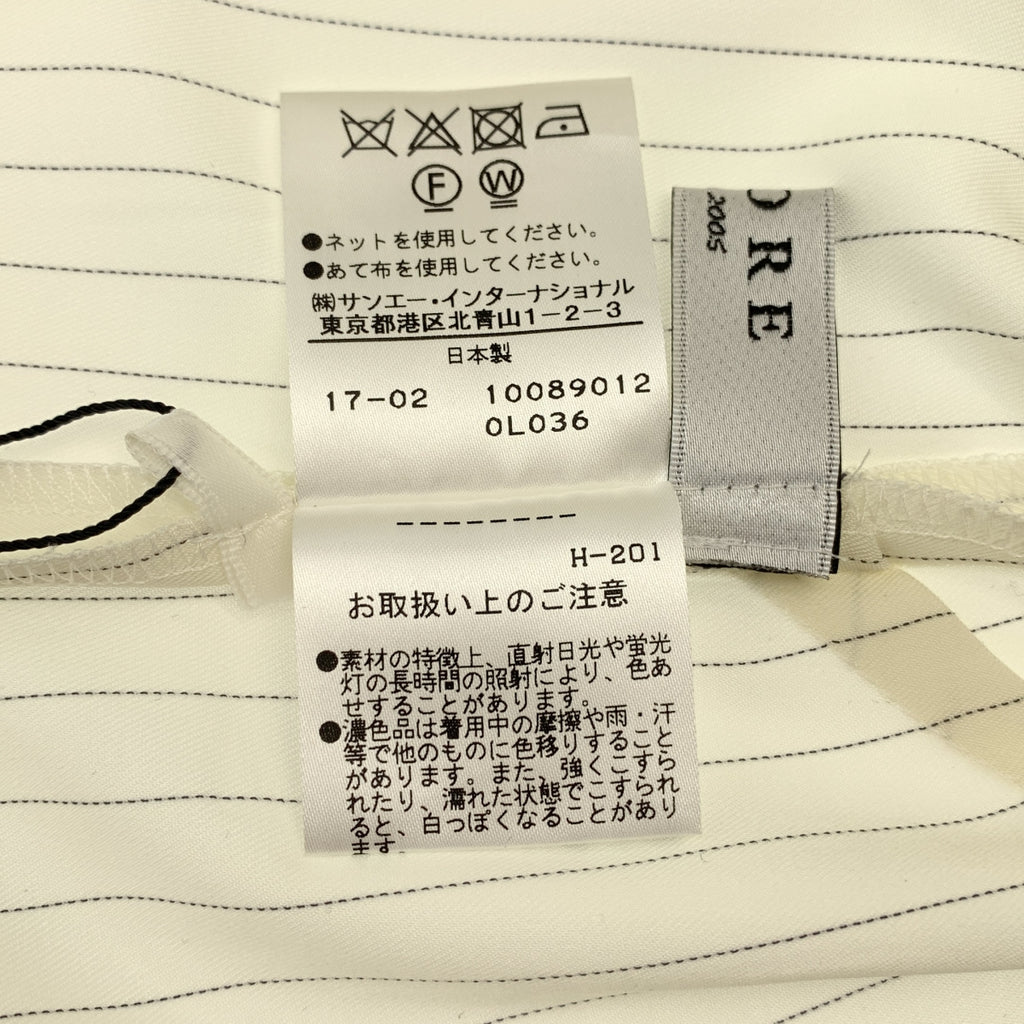 F W
●ネットを使用してください。
●あて布を使用してください。
㈱サンエー・インターナショナル
東京都港区北青山1-2-3
日本製
17-02 10089012
0L036
--------
H-201
お取扱い上のご注意
●素材の特徴上、直射日光や蛍光
灯の長時間の照射により、色あ
せすることがあります。
●濃色品は着用中の摩擦や雨・汗
等で他のものに色移りすること
があります。また、強くこすら
れたり、濡れた状態でこすられ
ると、白っぽくなることがあり
ます。
ORE
2005